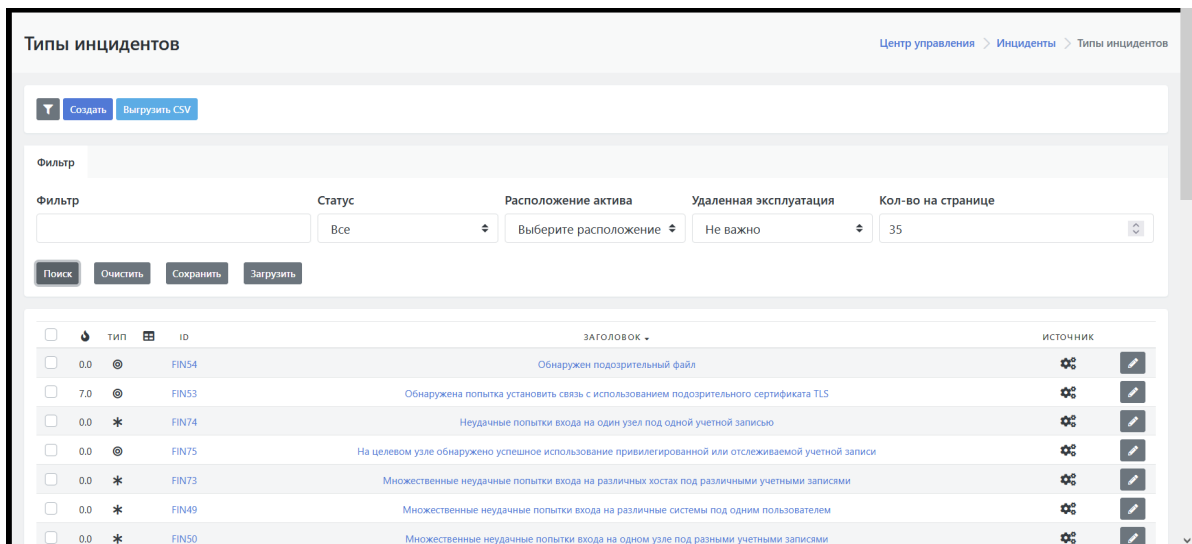 Типы инцидентов
Центр управления > Инциденты > Типы инцидентов
Создать Выгрузить CSV
Фильтр
Фильтр Статус Расположение актива Удаленная эксплуатация Кол-во на странице
Все Выберите расположение Не важно 35
Поиск Очистить Сохранить Загрузить
ТИП ID ЗАГОЛОВОК ИСТОЧНИК
0.0 FIN54 Обнаружен подозрительный файл
7.0 FIN53 Обнаружена попытка установить связь с использованием подозрительного сертификата TLS
0.0 FIN74 Неудачные попытки входа на один узел под одной учетной записью
0.0 FIN75 На целевом узле обнаружено успешное использование привилегированной или отслеживаемой учетной записи
0.0 FIN73 Множественные неудачные попытки входа на различных хостах под различными учетными записями
0.0 FIN49 Множественные неудачные попытки входа на различные системы под одним пользователем
0.0 FIN50 Множественные неудачные попытки входа на одном узле под разными учетными записями